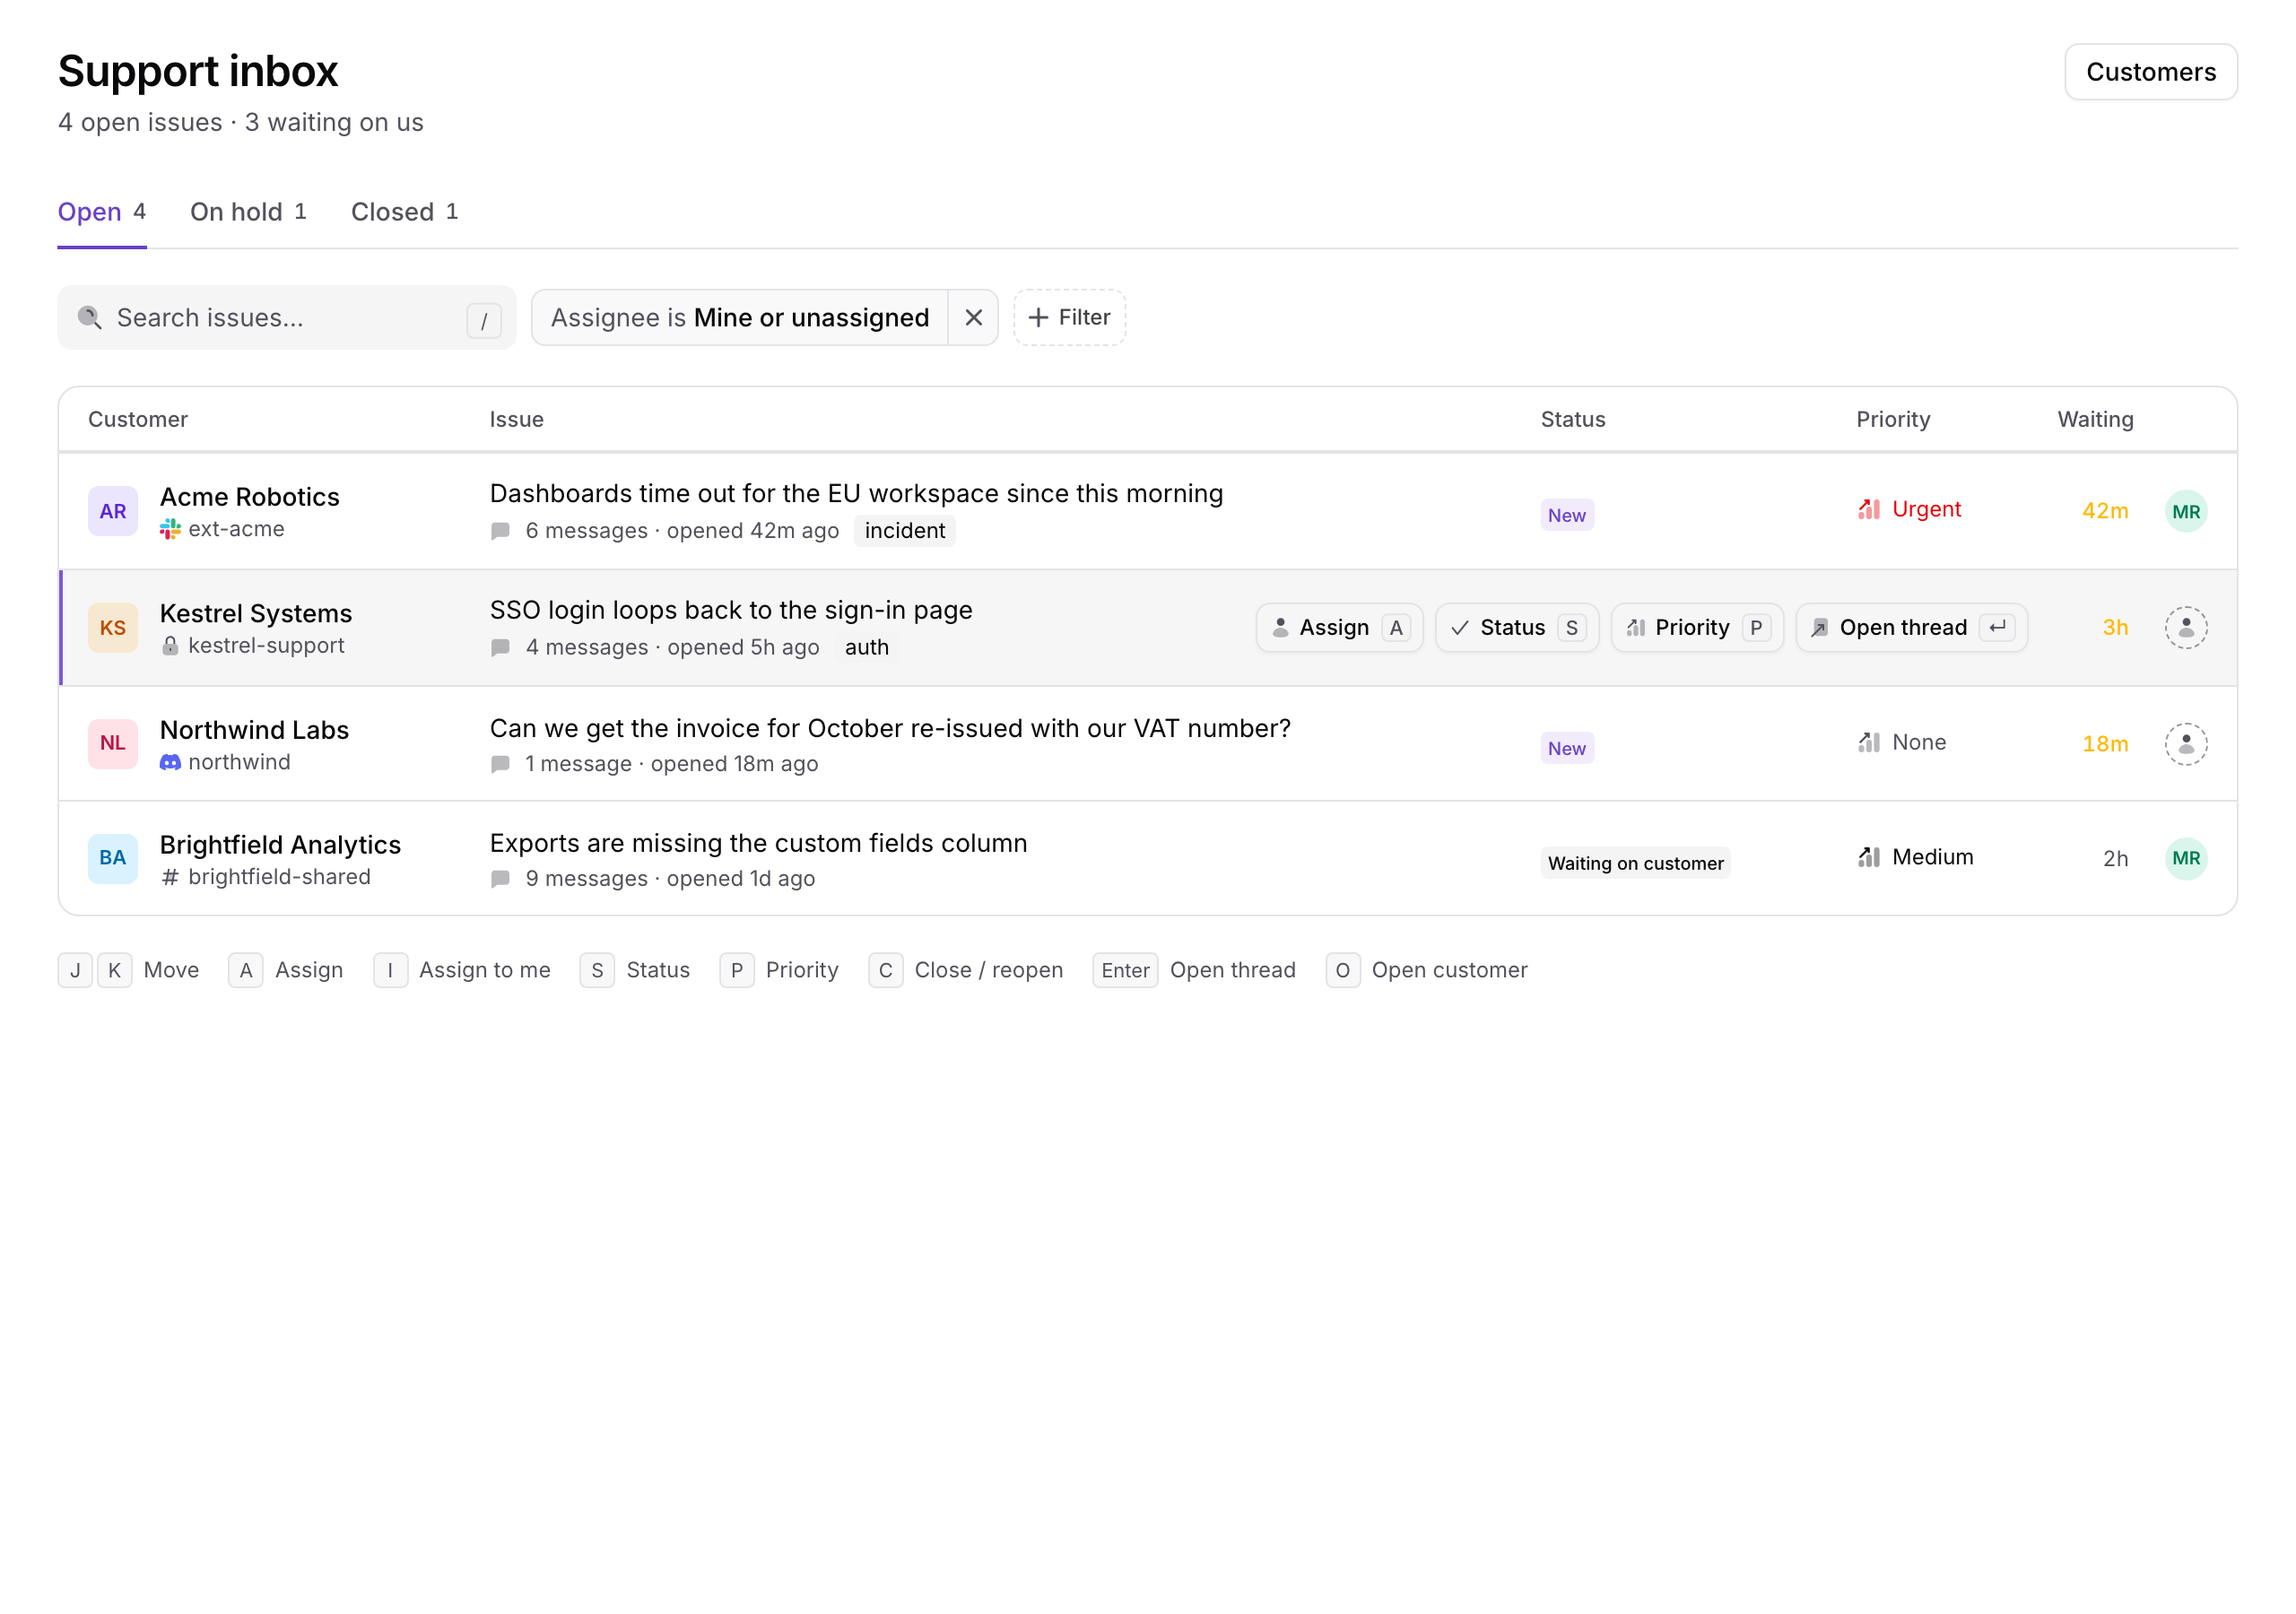 Support inbox
Customers
4 open issues · 3 waiting on us
Open 4 On hold 1 Closed 1
Search issues... / Assignee is Mine or unassigned Filter
Customer Issue Status Priority Waiting
AR Acme Robotics Dashboards time out for the EU workspace since this morning New Urgent 42m MR
ext-acme 6 messages · opened 42m ago incident
KS Kestrel Systems SSO login loops back to the sign-in page Assign A Status S Priority P Open thread 3h
kestrel-support 4 messages · opened 5h ago auth
NL Northwind Labs Can we get the invoice for October re-issued with our VAT number? New None 18m
northwind 1 message · opened 18m ago
BA Brightfield Analytics Exports are missing the custom fields column Waiting on customer Medium 2h MR
# brightfield-shared 9 messages · opened 1d ago
J K Move A Assign I Assign to me S Status P Priority C Close / reopen Enter Open thread O Open customer